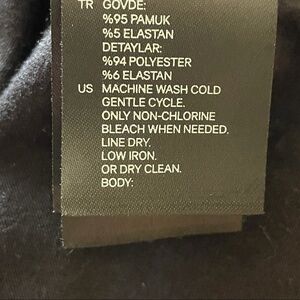 TR GÖVDE:
%95 PAMUK
%5 ELASTAN
DETAYLAR:
%94 POLYESTER
%6 ELASTAN
US MACHINE WASH COLD
GENTLE CYCLE.
ONLY NON-CHLORINE
BLEACH WHEN NEEDED.
LINE DRY.
LOW IRON.
OR DRY CLEAN.
BODY: